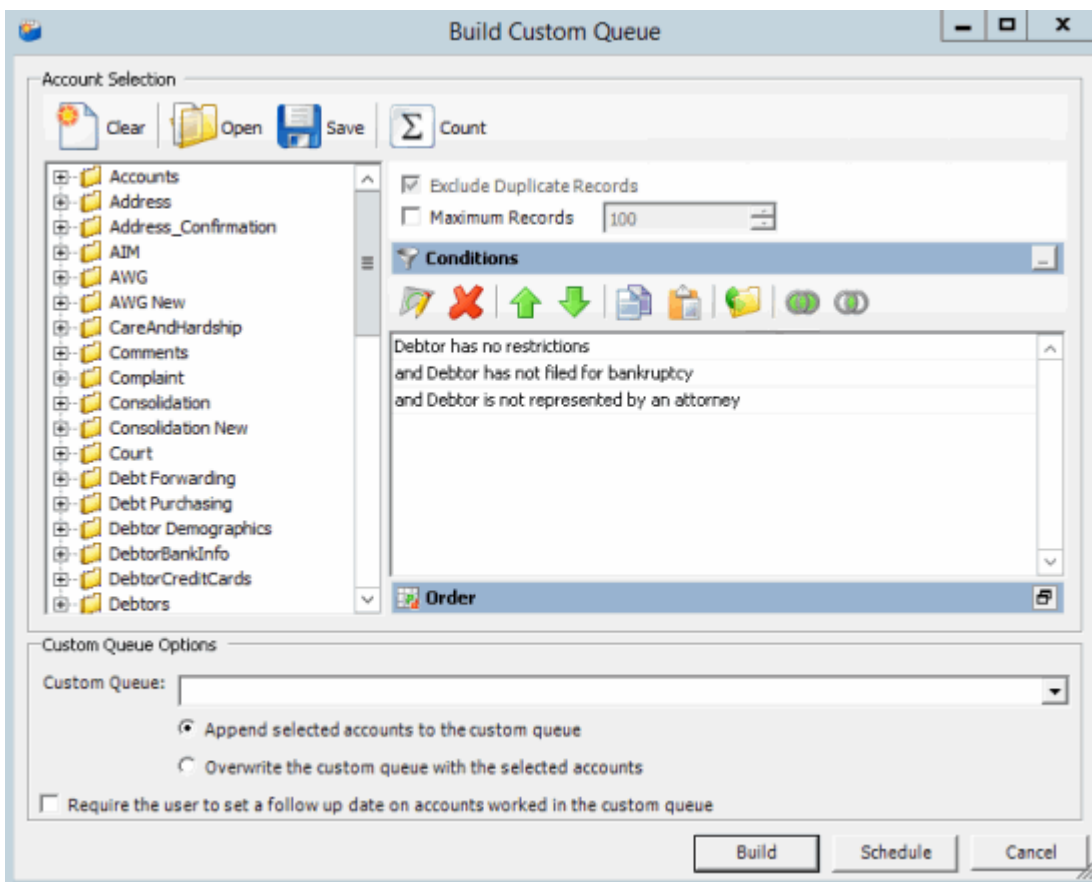 Build Custom Queue
Account Selection
Clear Open Save Count
Accounts
Address
Address_Confirmation
AIM
AWG
AWG New
CareAndHardship
Comments
Complaint
Consolidation
Consolidation New
Court
Debt Forwarding
Debt Purchasing
Debtor Demographics
DebtorBankInfo
DebtorCreditCards
Debtors
Exclude Duplicate Records
Maximum Records 100
Conditions
Debtor has no restrictions
and Debtor has not filed for bankruptcy
and Debtor is not represented by an attorney
Order
Custom Queue Options
Custom Queue:
Append selected accounts to the custom queue
Overwrite the custom queue with the selected accounts
Require the user to set a follow up date on accounts worked in the custom queue
Build Schedule Cancel